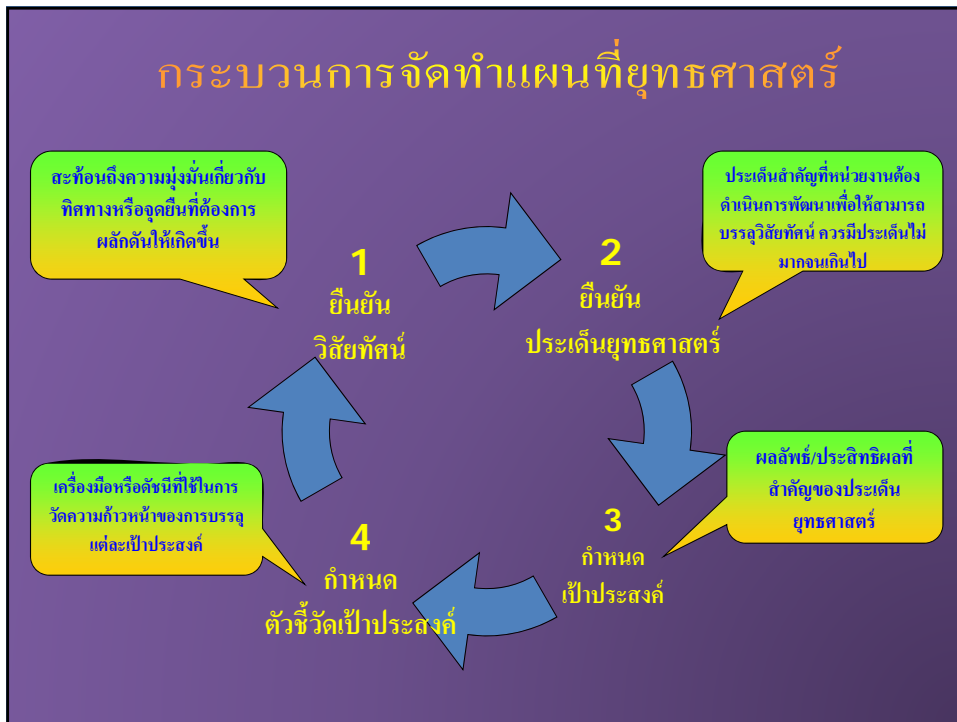 กระบวนการจัดทำแผนที่ยุทธศาสตร์
สะท้อนถึงความมุ่งมั่นเกี่ยวกับ
ทิศทางหรือจุดยืนที่ต้องการ
ผลักดันให้เกิดขึ้น
1
ยืนยัน
วิสัยทัศน์
2
ยืนยัน
ประเด็นยุทธศาสตร์
ประเด็นสำคัญที่หน่วยงานต้อง
ดำเนินการพัฒนาเพื่อให้สามารถ
บรรลุวิสัยทัศน์ ควรมีประเด็นไม่
มากจนเกินไป
3
กำหนด
เป้าประสงค์
ผลลัพธ์/ประสิทธิผลที่
สำคัญของประเด็น
ยุทธศาสตร์
4
กำหนด
ตัวชี้วัดเป้าประสงค์
เครื่องมือหรือดัชนีที่ใช้ในการ
วัดความก้าวหน้าของการบรรลุ
แต่ละเป้าประสงค์